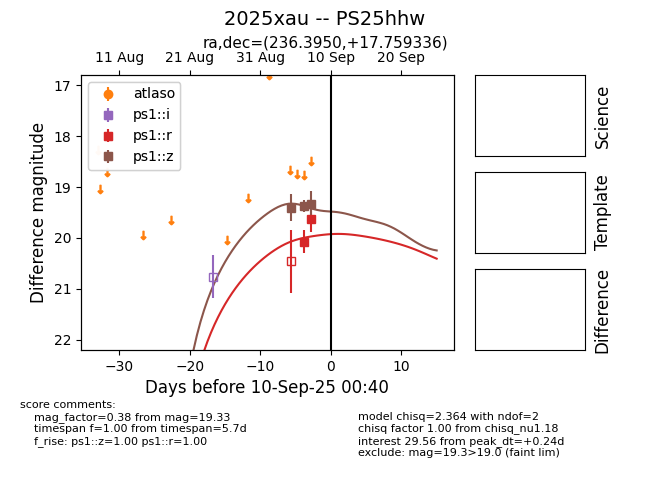 2025xau -- PS25hhw
ra,dec=(236.3950,+17.759336)
11 Aug 21 Aug 31 Aug 10 Sep 20 Sep
17
18
19
20
21
22
Difference magnitude
atlaso
ps1::i
ps1::r
ps1::z
−30 −20 −10 0 10
Days before 10-Sep-25 00:40
Science
Template
Difference
score comments:
mag_factor=0.38 from mag=19.33
timespan f=1.00 from timespan=5.7d
f_rise: ps1::z=1.00 ps1::r=1.00
model chisq=2.364 with ndof=2
chisq factor 1.00 from chisq_nu1.18
interest 29.56 from peak_dt=+0.24d
exclude: mag=19.3>19.0 (faint lim)